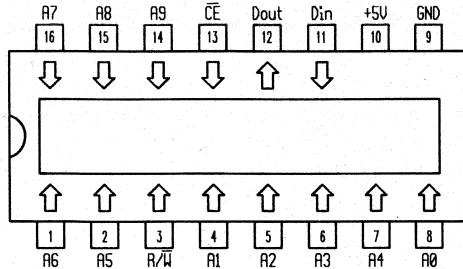 A7 A8 A9 C̅E̅ Dout Din +5V GND
16 15 14 13 12 11 10 9
1 2 3 4 5 6 7 8
A6 A5 R/W̅ A1 A2 A3 A4 A0